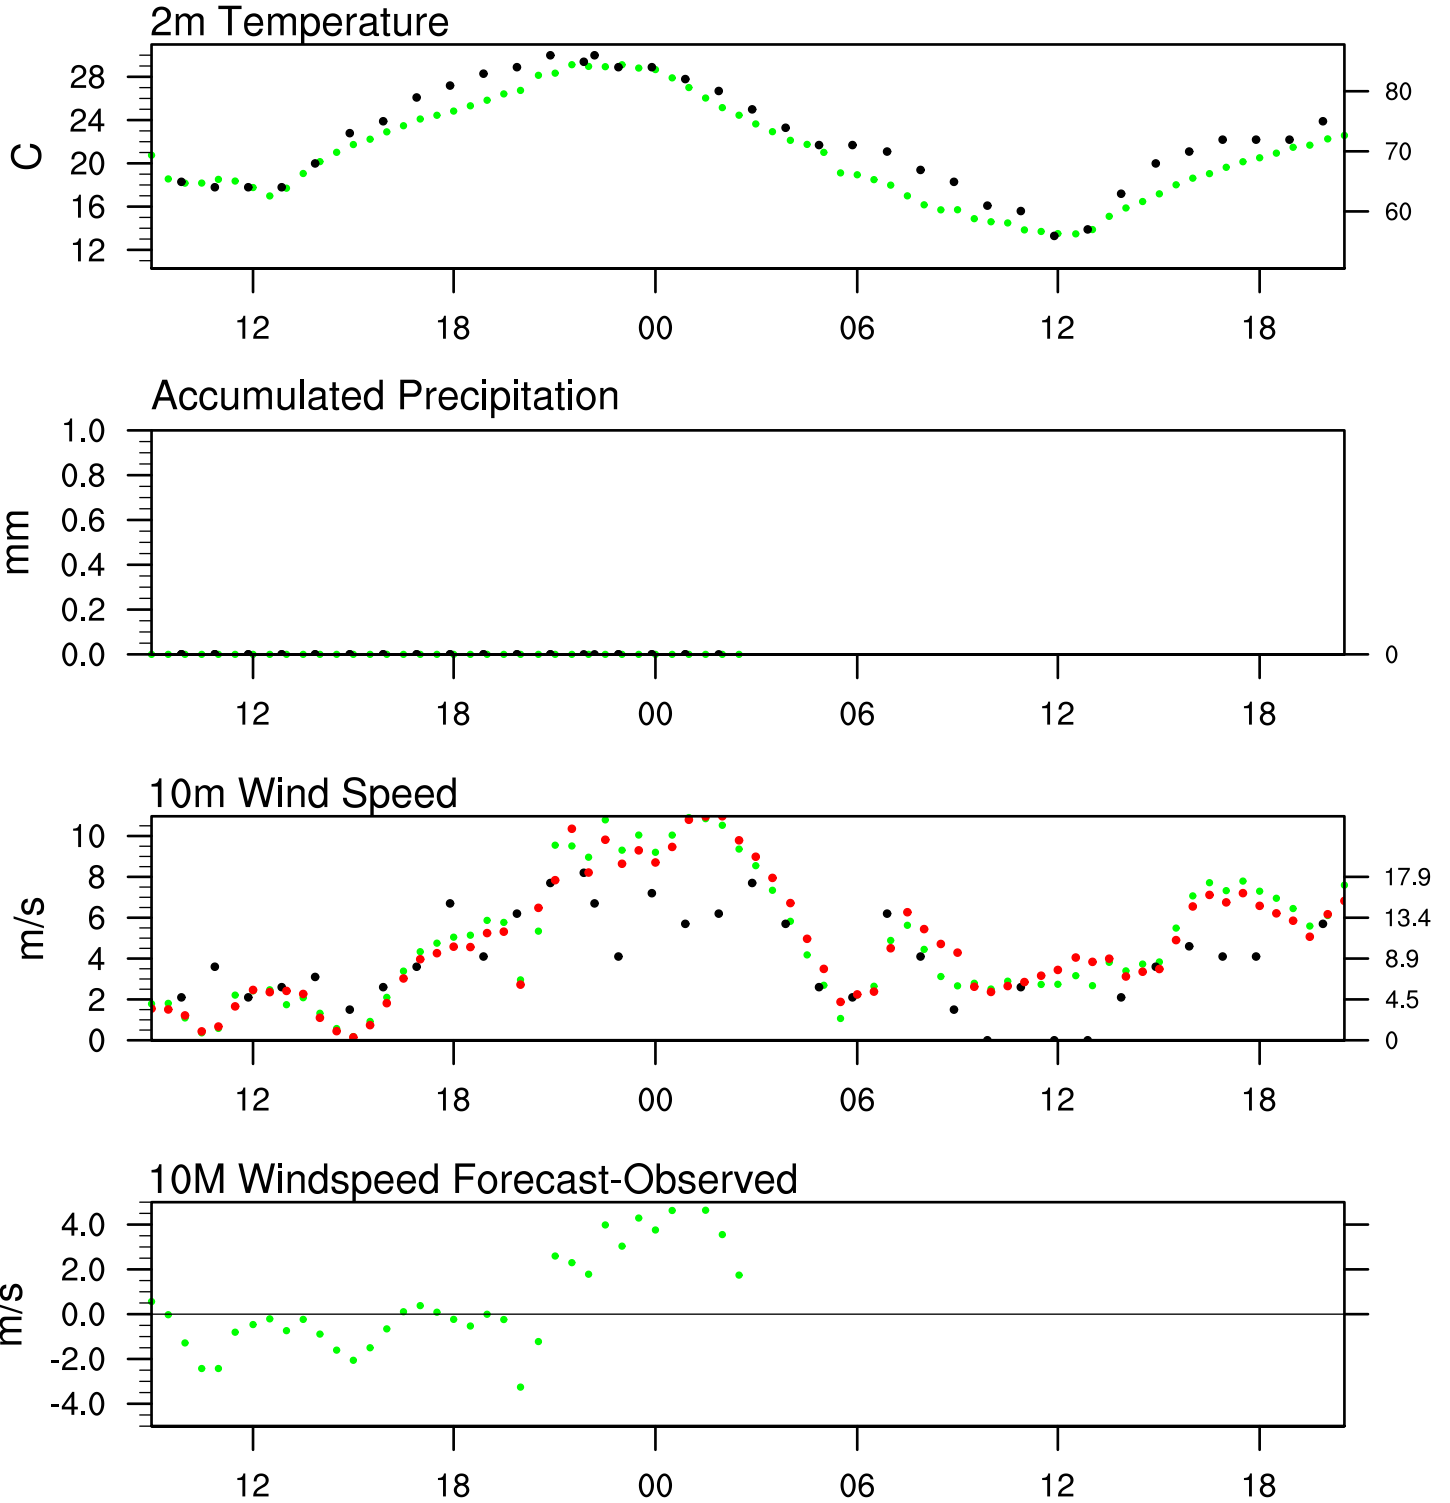 2m Temperature
28
24
20
16
12
C
80
70
60
12 18 00 06 12 18
Accumulated Precipitation
1.0
0.8
0.6
0.4
0.2
0.0
mm
0
12 18 00 06 12 18
10m Wind Speed
10
8
6
4
2
0
m/s
17.9
13.4
8.9
4.5
0
12 18 00 06 12 18
10M Windspeed Forecast-Observed
4.0
2.0
0.0
-2.0
-4.0
m/s
12 18 00 06 12 18